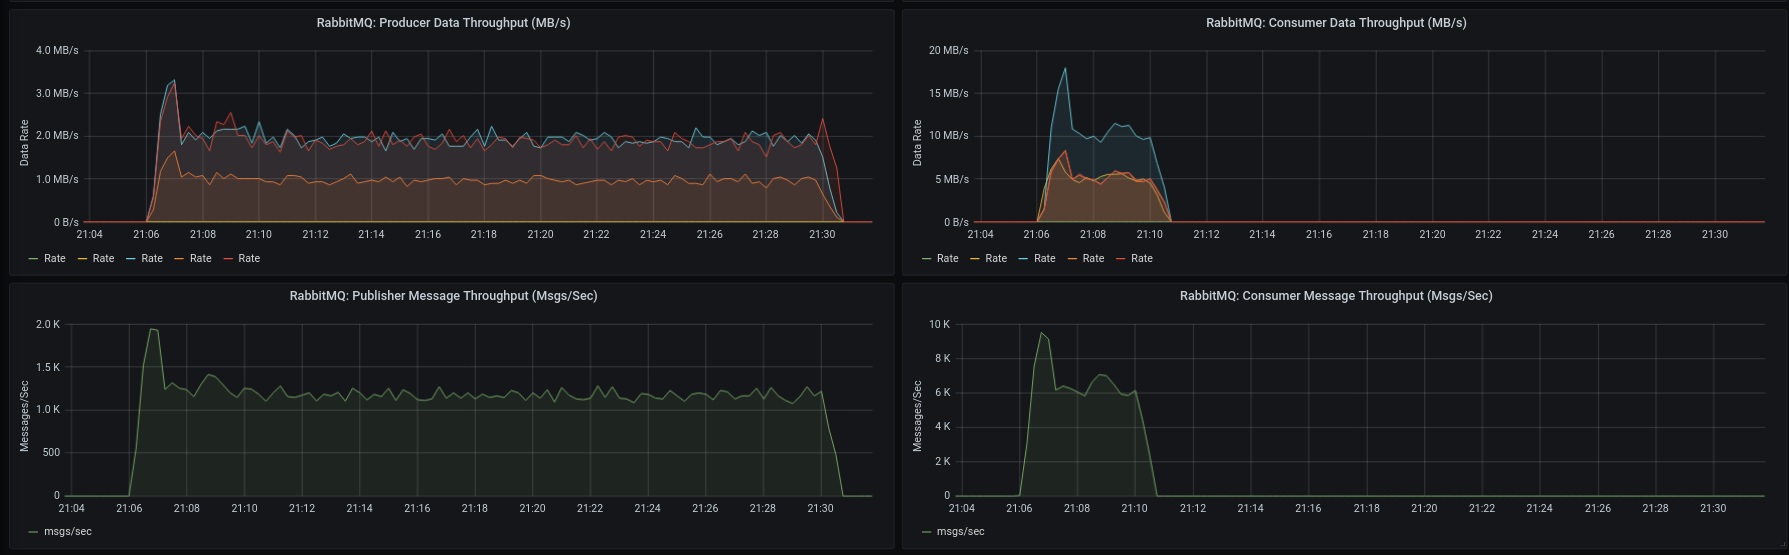 RabbitMQ: Producer Data Throughput (MB/s)
Data Rate
4.0 MB/s
3.0 MB/s
2.0 MB/s
1.0 MB/s
0 B/s
21:04 21:06 21:08 21:10 21:12 21:14 21:16 21:18 21:20 21:22 21:24 21:26 21:28 21:30
Rate Rate Rate Rate Rate
RabbitMQ: Consumer Data Throughput (MB/s)
Data Rate
20 MB/s
15 MB/s
10 MB/s
5 MB/s
0 B/s
21:04 21:06 21:08 21:10 21:12 21:14 21:16 21:18 21:20 21:22 21:24 21:26 21:28 21:30
Rate Rate Rate Rate Rate
RabbitMQ: Publisher Message Throughput (Msgs/Sec)
Messages/Sec
2.0 K
1.5 K
1.0 K
500
0
21:04 21:06 21:08 21:10 21:12 21:14 21:16 21:18 21:20 21:22 21:24 21:26 21:28 21:30
msgs/sec
RabbitMQ: Consumer Message Throughput (Msgs/Sec)
Messages/Sec
10 K
8 K
6 K
4 K
2 K
0
21:04 21:06 21:08 21:10 21:12 21:14 21:16 21:18 21:20 21:22 21:24 21:26 21:28 21:30
msgs/sec